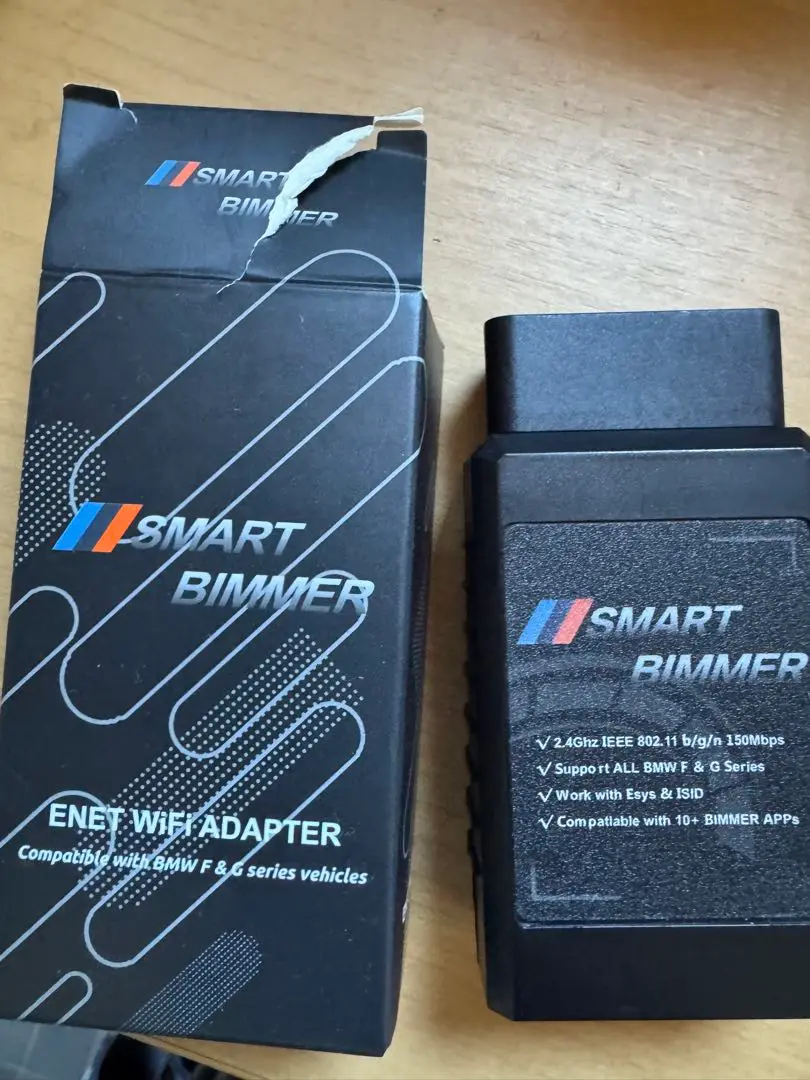 SMART
BIMMER
SMART
BIMMER
ENET WiFi ADAPTER
Compatible with BMW F & G series vehicles
SMART
BIMMER
√ 2.4Ghz IEEE 802.11 b/g/n 150Mbps
√ Support ALL BMW F & G Series
√ Work with Esys & ISID
√ Compatiable with 10+ BIMMER APPs